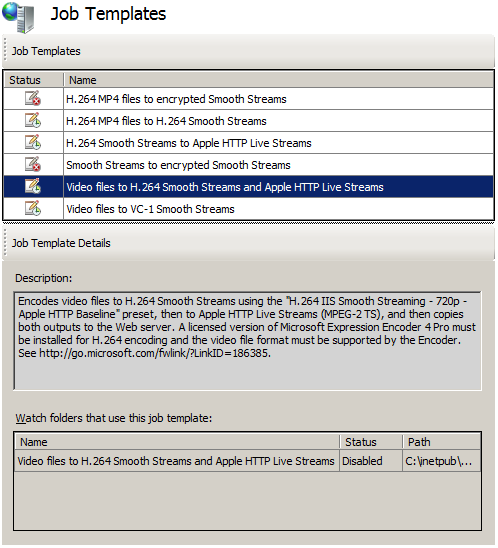 Job Templates
Job Templates
Status Name
H.264 MP4 files to encrypted Smooth Streams
H.264 MP4 files to H.264 Smooth Streams
H.264 Smooth Streams to Apple HTTP Live Streams
Smooth Streams to encrypted Smooth Streams
Video files to H.264 Smooth Streams and Apple HTTP Live Streams
Video files to VC-1 Smooth Streams
Job Template Details
Description:
Encodes video files to H.264 Smooth Streams using the "H.264 IIS Smooth Streaming - 720p -
Apple HTTP Baseline" preset, then to Apple HTTP Live Streams (MPEG-2 TS), and then copies
both outputs to the Web server. A licensed version of Microsoft Expression Encoder 4 Pro must
be installed for H.264 encoding and the video file format must be supported by the Encoder.
See http://go.microsoft.com/fwlink/?LinkID=186385.
Watch folders that use this job template:
Name Status Path
Video files to H.264 Smooth Streams and Apple HTTP Live Streams Disabled C:\inetpub\...